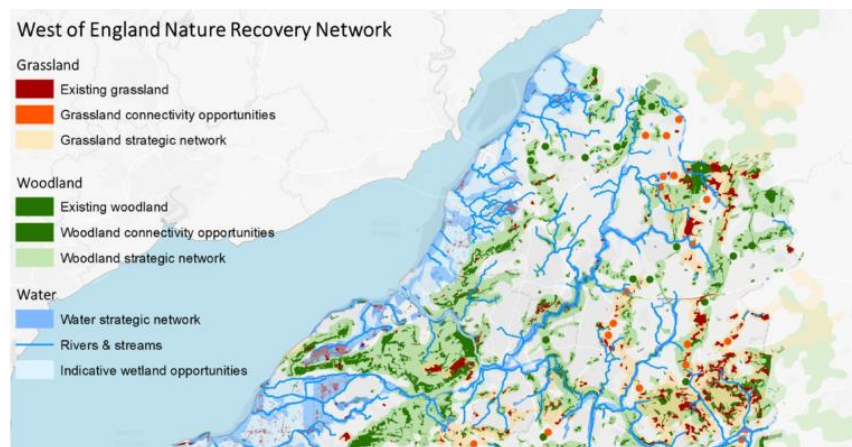 West of England Nature Recovery Network
Grassland
Existing grassland
Grassland connectivity opportunities
Grassland strategic network
Woodland
Existing woodland
Woodland connectivity opportunities
Woodland strategic network
Water
Water strategic network
Rivers & streams
Indicative wetland opportunities